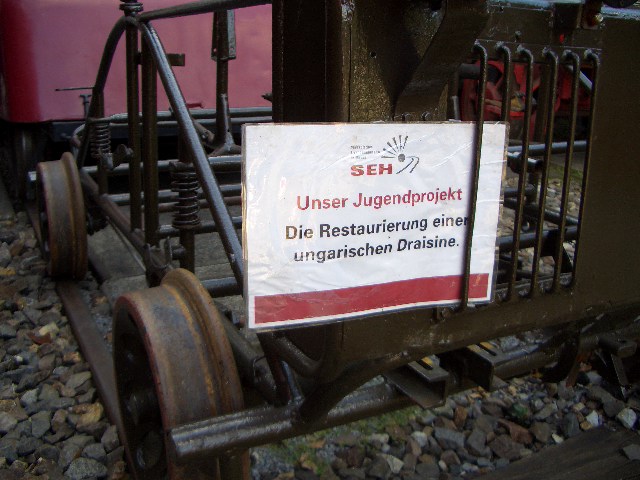 SEH
Unser Jugendprojekt
Die Restaurierung einer
ungarischen Draisine.